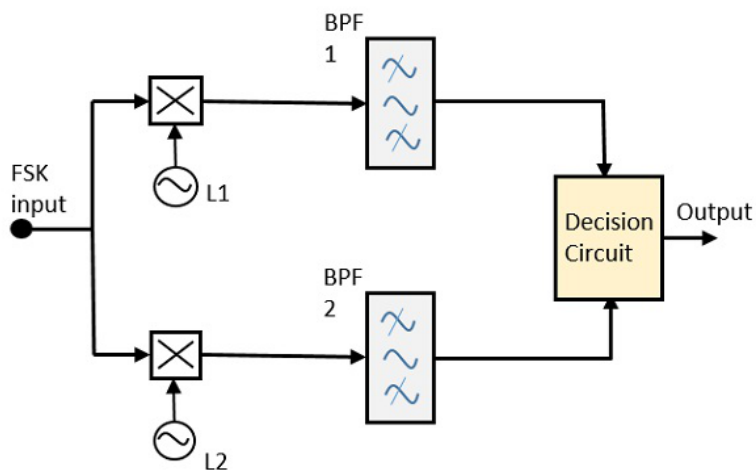 BPF
1
L1
FSK
input
Decision
Circuit
Output
BPF
2
L2